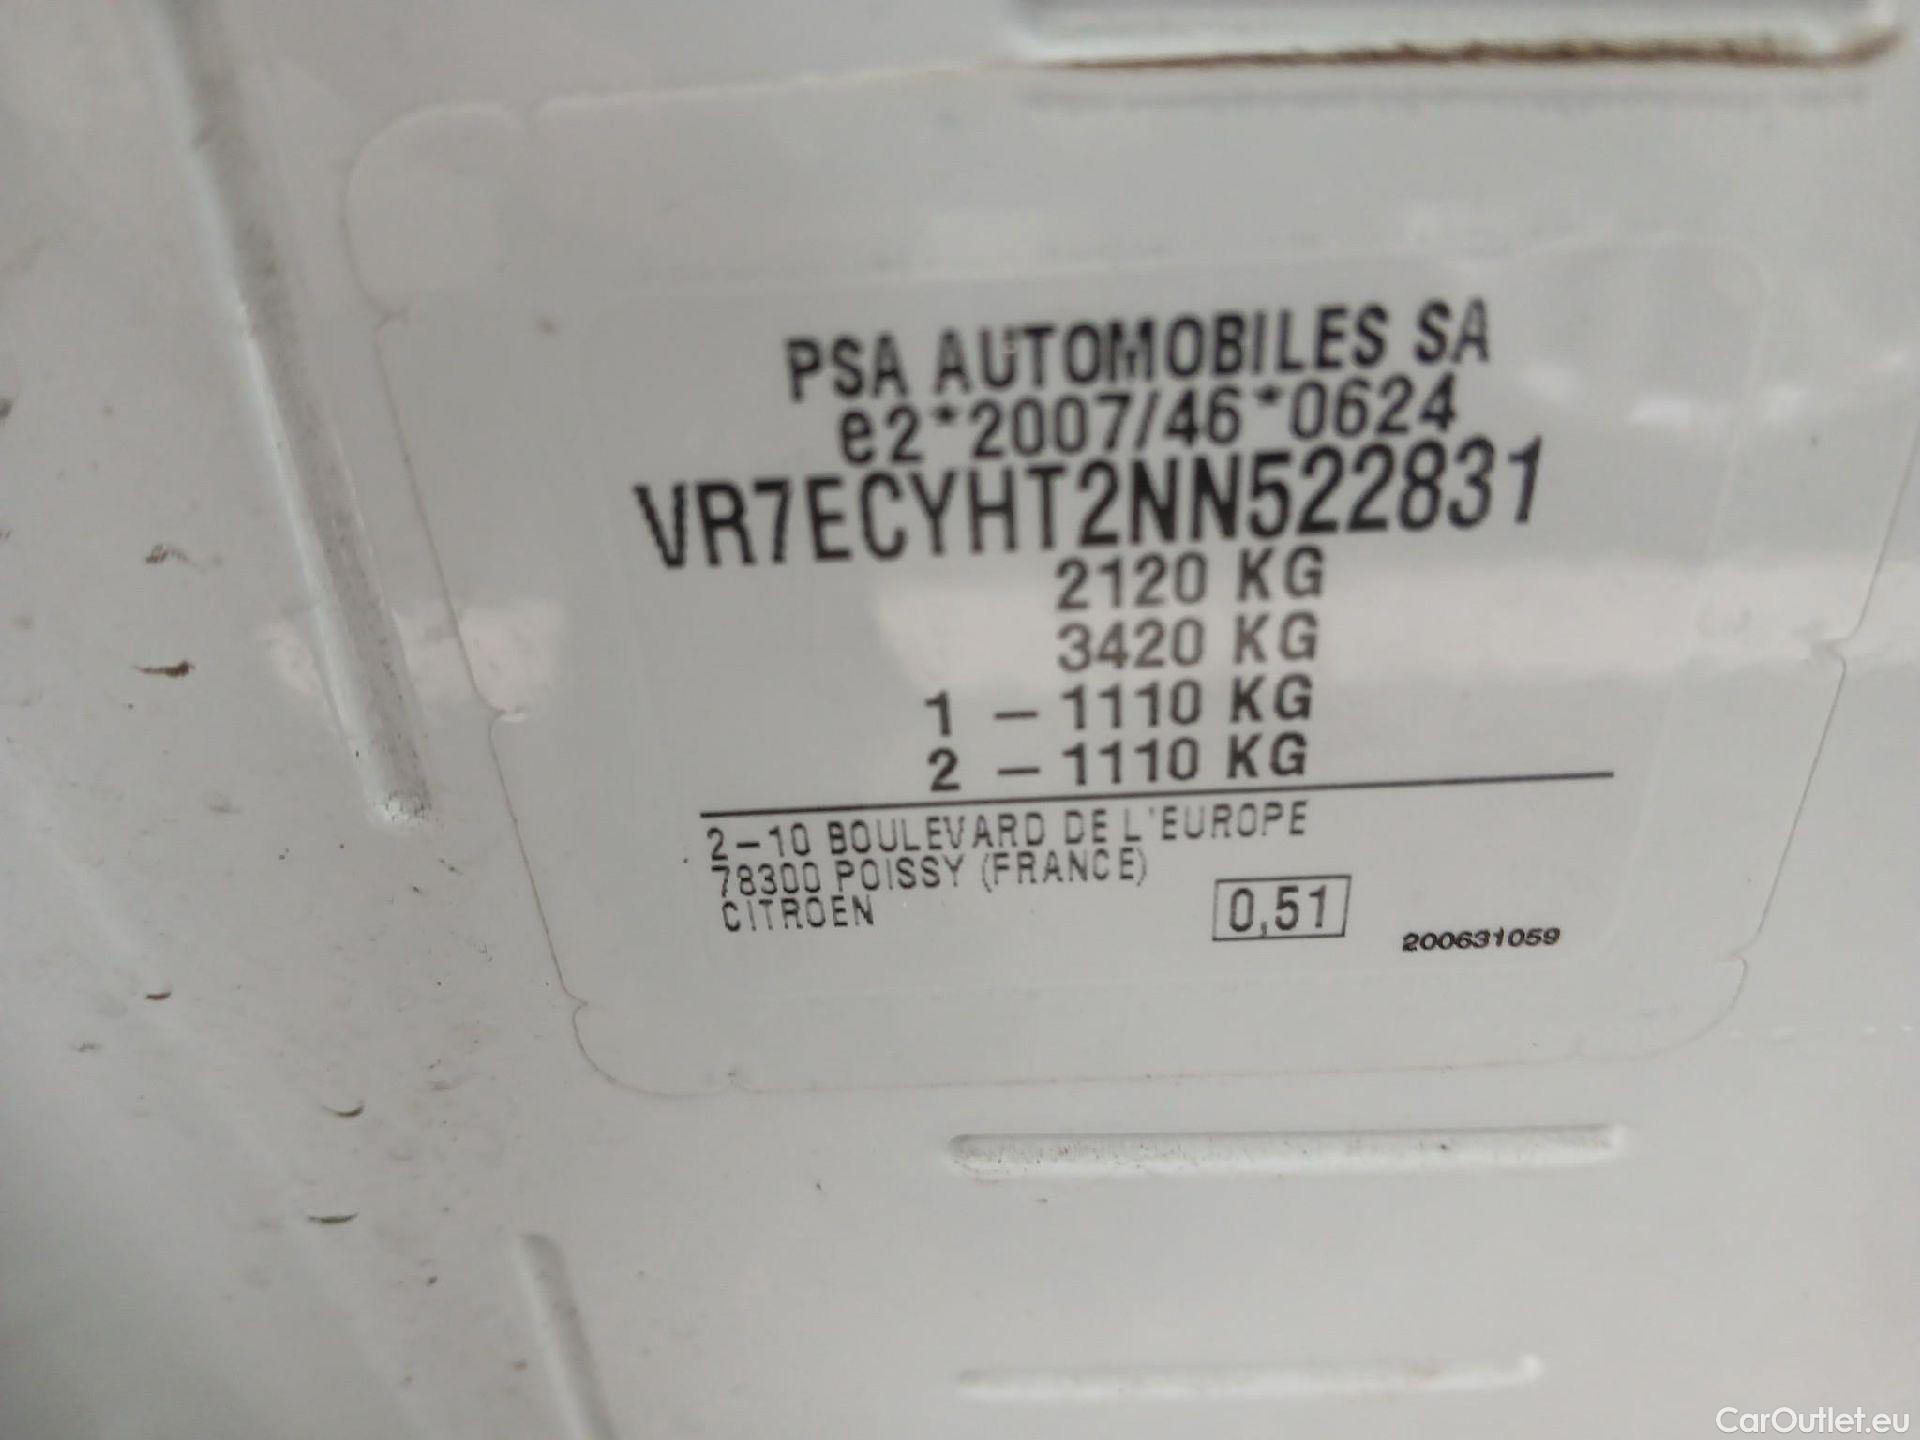 PSA AUTOMOBILES SA
e2*2007/46*0624
VR7ECYHT2NN522831
2120 KG
3420 KG
1 – 1110 KG
2 – 1110 KG
2–10 BOULEVARD DE L'EUROPE
78300 POISSY (FRANCE)
CITROEN
0,51
200631059
CarOutlet.eu